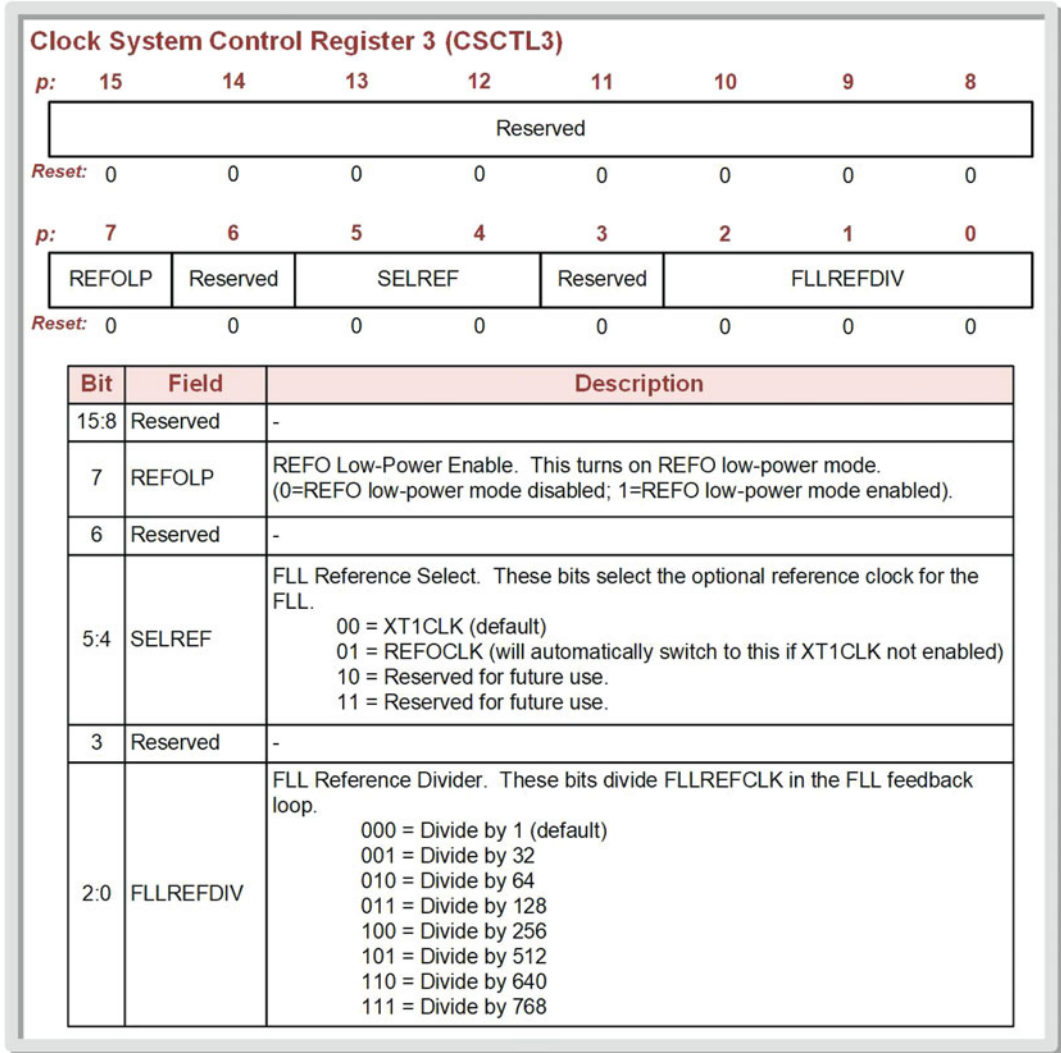 Clock System Control Register 3 (CSCTL3)
p: 15 14 13 12 11 10 9 8
Reserved
Reset: 0 0 0 0 0 0 0 0
p: 7 6 5 4 3 2 1 0
REFOLP Reserved SELREF Reserved FLLREFDIV
Reset: 0 0 0 0 0 0 0 0
Bit Field Description
15:8 Reserved -
7 REFOLP REFO Low-Power Enable. This turns on REFO low-power mode.
(0=REFO low-power mode disabled; 1=REFO low-power mode enabled).
6 Reserved -
5:4 SELREF FLL Reference Select. These bits select the optional reference clock for the
FLL.
00 = XT1CLK (default)
01 = REFOCLK (will automatically switch to this if XT1CLK not enabled)
10 = Reserved for future use.
11 = Reserved for future use.
3 Reserved -
2:0 FLLREFDIV FLL Reference Divider. These bits divide FLLREFCLK in the FLL feedback
loop.
000 = Divide by 1 (default)
001 = Divide by 32
010 = Divide by 64
011 = Divide by 128
100 = Divide by 256
101 = Divide by 512
110 = Divide by 640
111 = Divide by 768